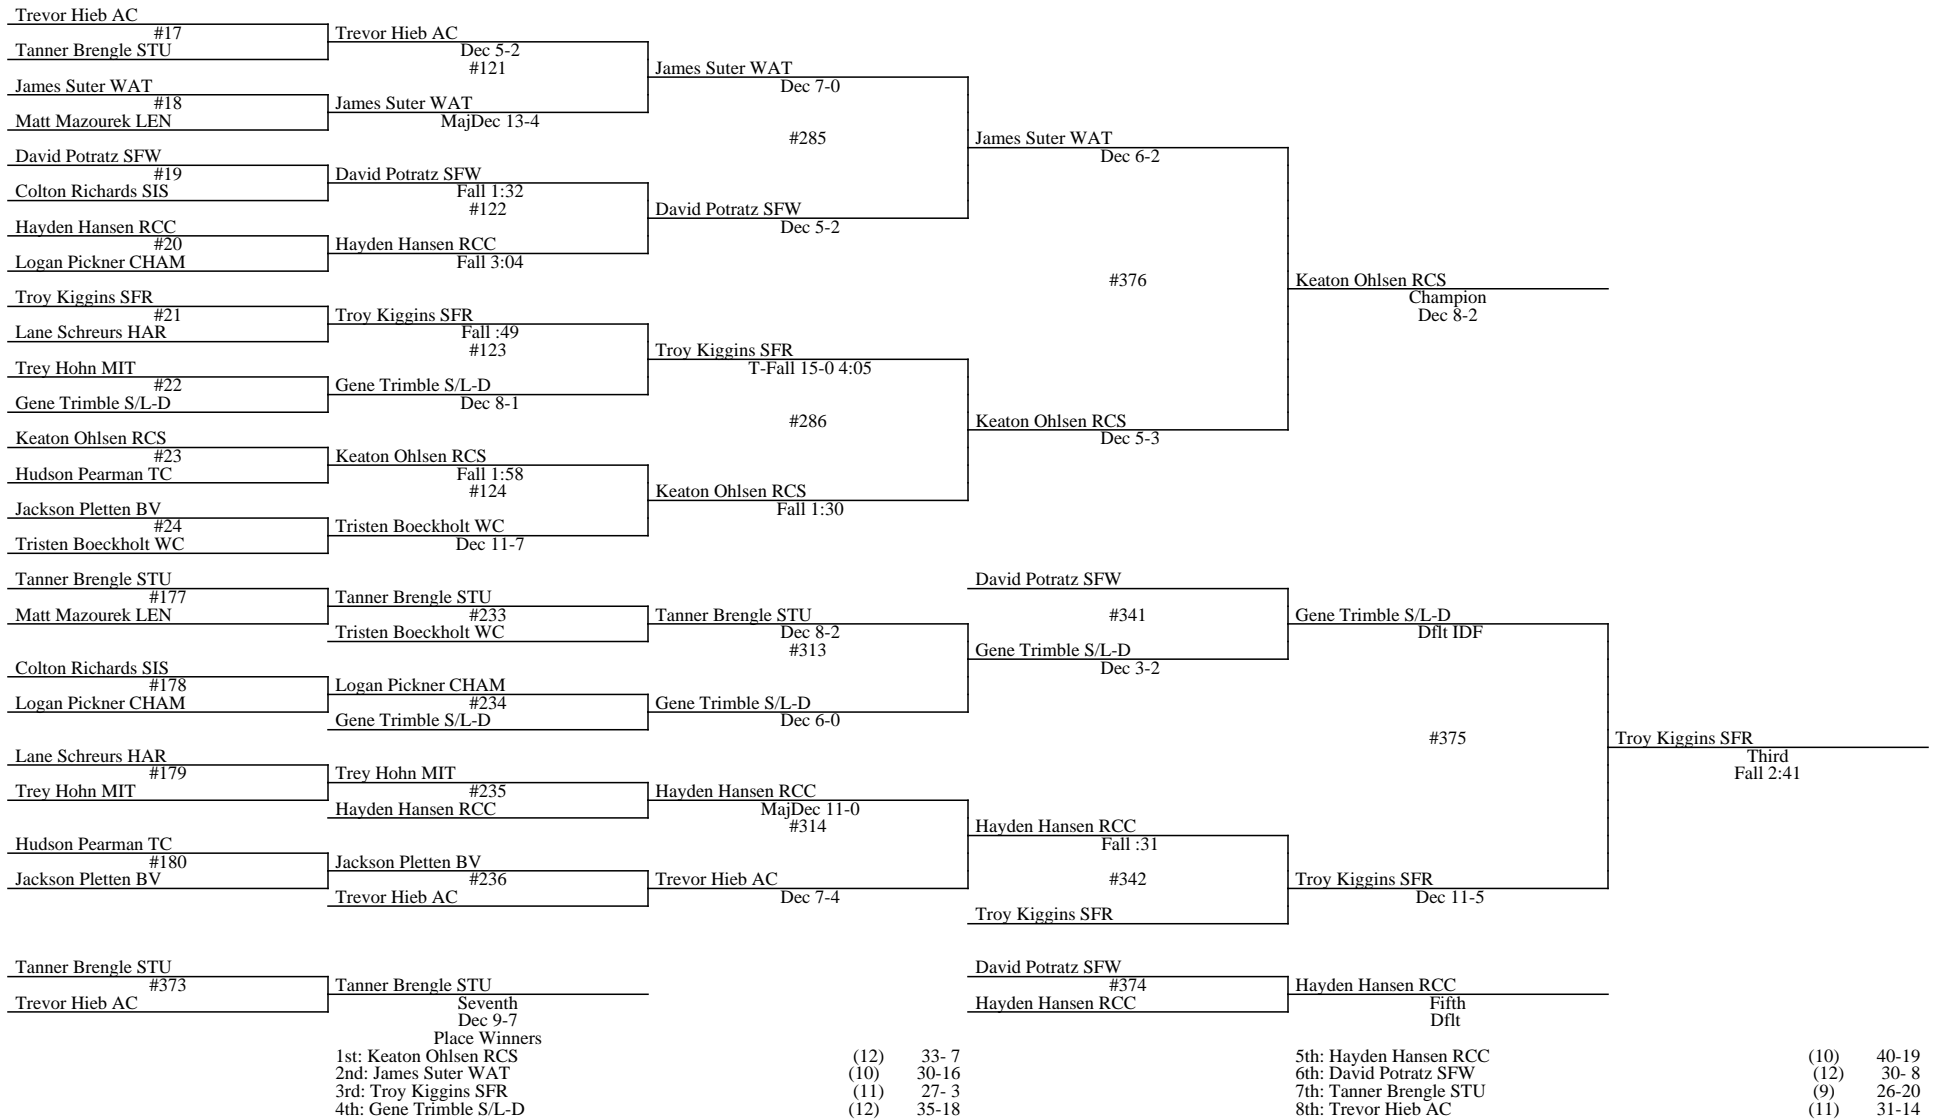 Trevor Hieb AC
#17
Tanner Brengle STU
James Suter WAT
#18
Matt Mazourek LEN
David Potratz SFW
#19
Colton Richards SIS
Hayden Hansen RCC
#20
Logan Pickner CHAM
Troy Kiggins SFR
#21
Lane Schreurs HAR
Trey Hohn MIT
#22
Gene Trimble S/L-D
Keaton Ohlsen RCS
#23
Hudson Pearman TC
Jackson Pletten BV
#24
Tristen Boeckholt WC
Trevor Hieb AC
Dec 5-2
#121
James Suter WAT
MajDec 13-4
David Potratz SFW
Fall 1:32
#122
Hayden Hansen RCC
Fall 3:04
Troy Kiggins SFR
Fall :49
#123
Gene Trimble S/L-D
Dec 8-1
Keaton Ohlsen RCS
Fall 1:58
#124
Tristen Boeckholt WC
Dec 11-7
James Suter WAT
Dec 7-0
#285
David Potratz SFW
Dec 5-2
Troy Kiggins SFR
T-Fall 15-0 4:05
#286
Keaton Ohlsen RCS
Fall 1:30
James Suter WAT
Dec 6-2
#376
Keaton Ohlsen RCS
Dec 5-3
Keaton Ohlsen RCS
Champion
Dec 8-2
Tanner Brengle STU
#177
Matt Mazourek LEN
Colton Richards SIS
#178
Logan Pickner CHAM
Lane Schreurs HAR
#179
Trey Hohn MIT
Hudson Pearman TC
#180
Jackson Pletten BV
Tanner Brengle STU
#233
Tristen Boeckholt WC
Logan Pickner CHAM
#234
Gene Trimble S/L-D
Trey Hohn MIT
#235
Hayden Hansen RCC
Jackson Pletten BV
#236
Trevor Hieb AC
Tanner Brengle STU
Dec 8-2
#313
Gene Trimble S/L-D
Dec 6-0
Hayden Hansen RCC
MajDec 11-0
#314
Trevor Hieb AC
Dec 7-4
David Potratz SFW
#341
Gene Trimble S/L-D
Dec 3-2
Hayden Hansen RCC
Fall :31
#342
Troy Kiggins SFR
Gene Trimble S/L-D
Dflt IDF
#375
Troy Kiggins SFR
Dec 11-5
Troy Kiggins SFR
Third
Fall 2:41
Tanner Brengle STU
#373
Trevor Hieb AC
Tanner Brengle STU
Seventh
Dec 9-7
David Potratz SFW
#374
Hayden Hansen RCC
Hayden Hansen RCC
Fifth
Dflt
Place Winners
1st: Keaton Ohlsen RCS (12) 33- 7
2nd: James Suter WAT (10) 30-16
3rd: Troy Kiggins SFR (11) 27- 3
4th: Gene Trimble S/L-D (12) 35-18
5th: Hayden Hansen RCC (10) 40-19
6th: David Potratz SFW (12) 30- 8
7th: Tanner Brengle STU (9) 26-20
8th: Trevor Hieb AC (11) 31-14